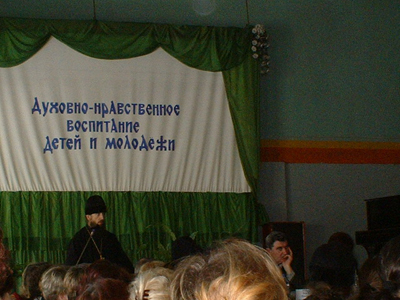 Духовно-нравственное
воспитание
детей и молодежи